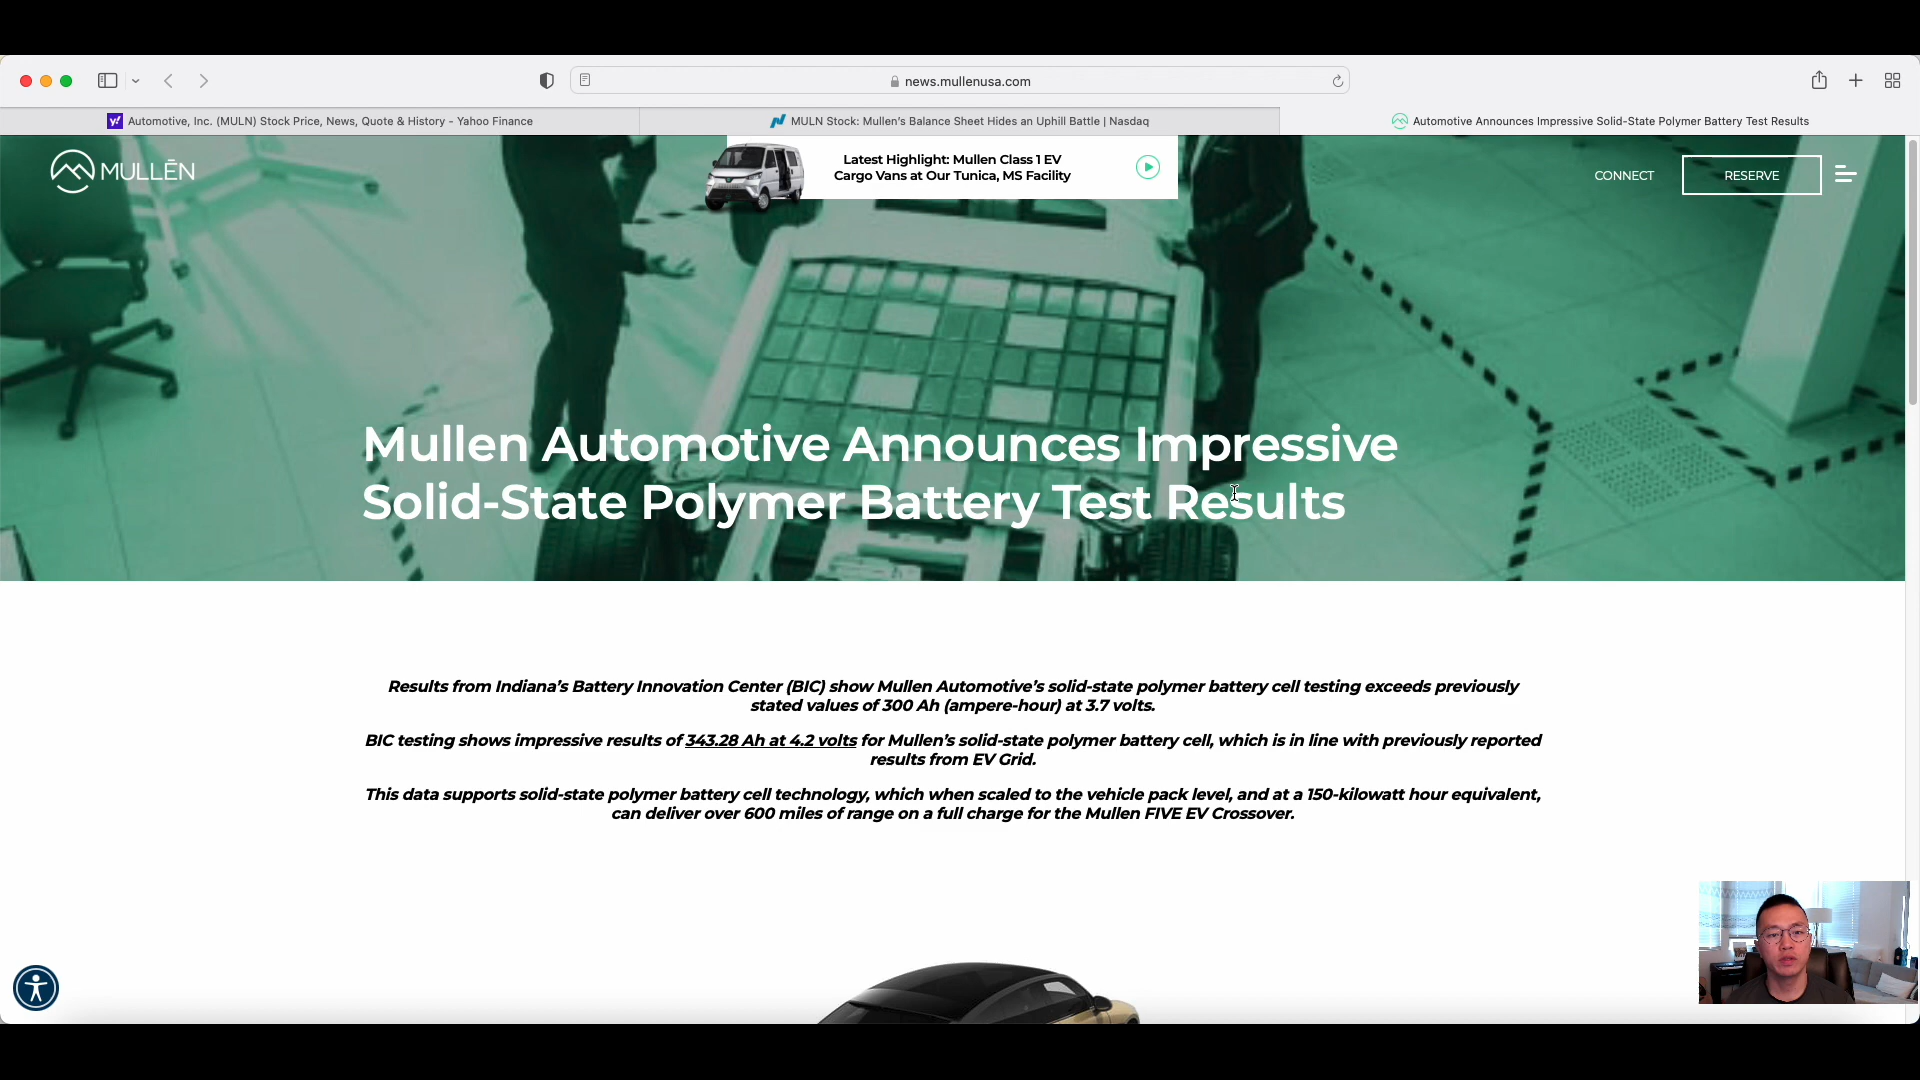 news.mullenusa.com
Automotive, Inc. (MULN) Stock Price, News, Quote & History - Yahoo Finance
MULN Stock: Mullen's Balance Sheet Hides an Uphill Battle | Nasdaq
Automotive Announces Impressive Solid-State Polymer Battery Test Results
MULLĒN
Latest Highlight: Mullen Class 1 EV
Cargo Vans at Our Tunica, MS Facility
CONNECT
RESERVE
Mullen Automotive Announces Impressive
Solid-State Polymer Battery Test Results
Results from Indiana's Battery Innovation Center (BIC) show Mullen Automotive's solid-state polymer battery cell testing exceeds previously
stated values of 300 Ah (ampere-hour) at 3.7 volts.
BIC testing shows impressive results of 343.28 Ah at 4.2 volts for Mullen's solid-state polymer battery cell, which is in line with previously reported
results from EV Grid.
This data supports solid-state polymer battery cell technology, which when scaled to the vehicle pack level, and at a 150-kilowatt hour equivalent,
can deliver over 600 miles of range on a full charge for the Mullen FIVE EV Crossover.